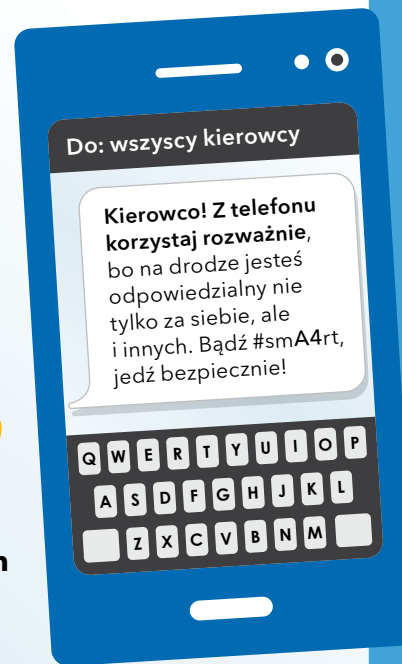 Do: wszyscy kierowcy
Kierowco! Z telefonu
korzystaj rozważnie,
bo na drodze jesteś
odpowiedzialny nie
tylko za siebie, ale
i innych. Bądź #smA4rt,
jedź bezpiecznie!
Q W E R T Y U I O P
A S D F G H J K L
Z X C V B N M